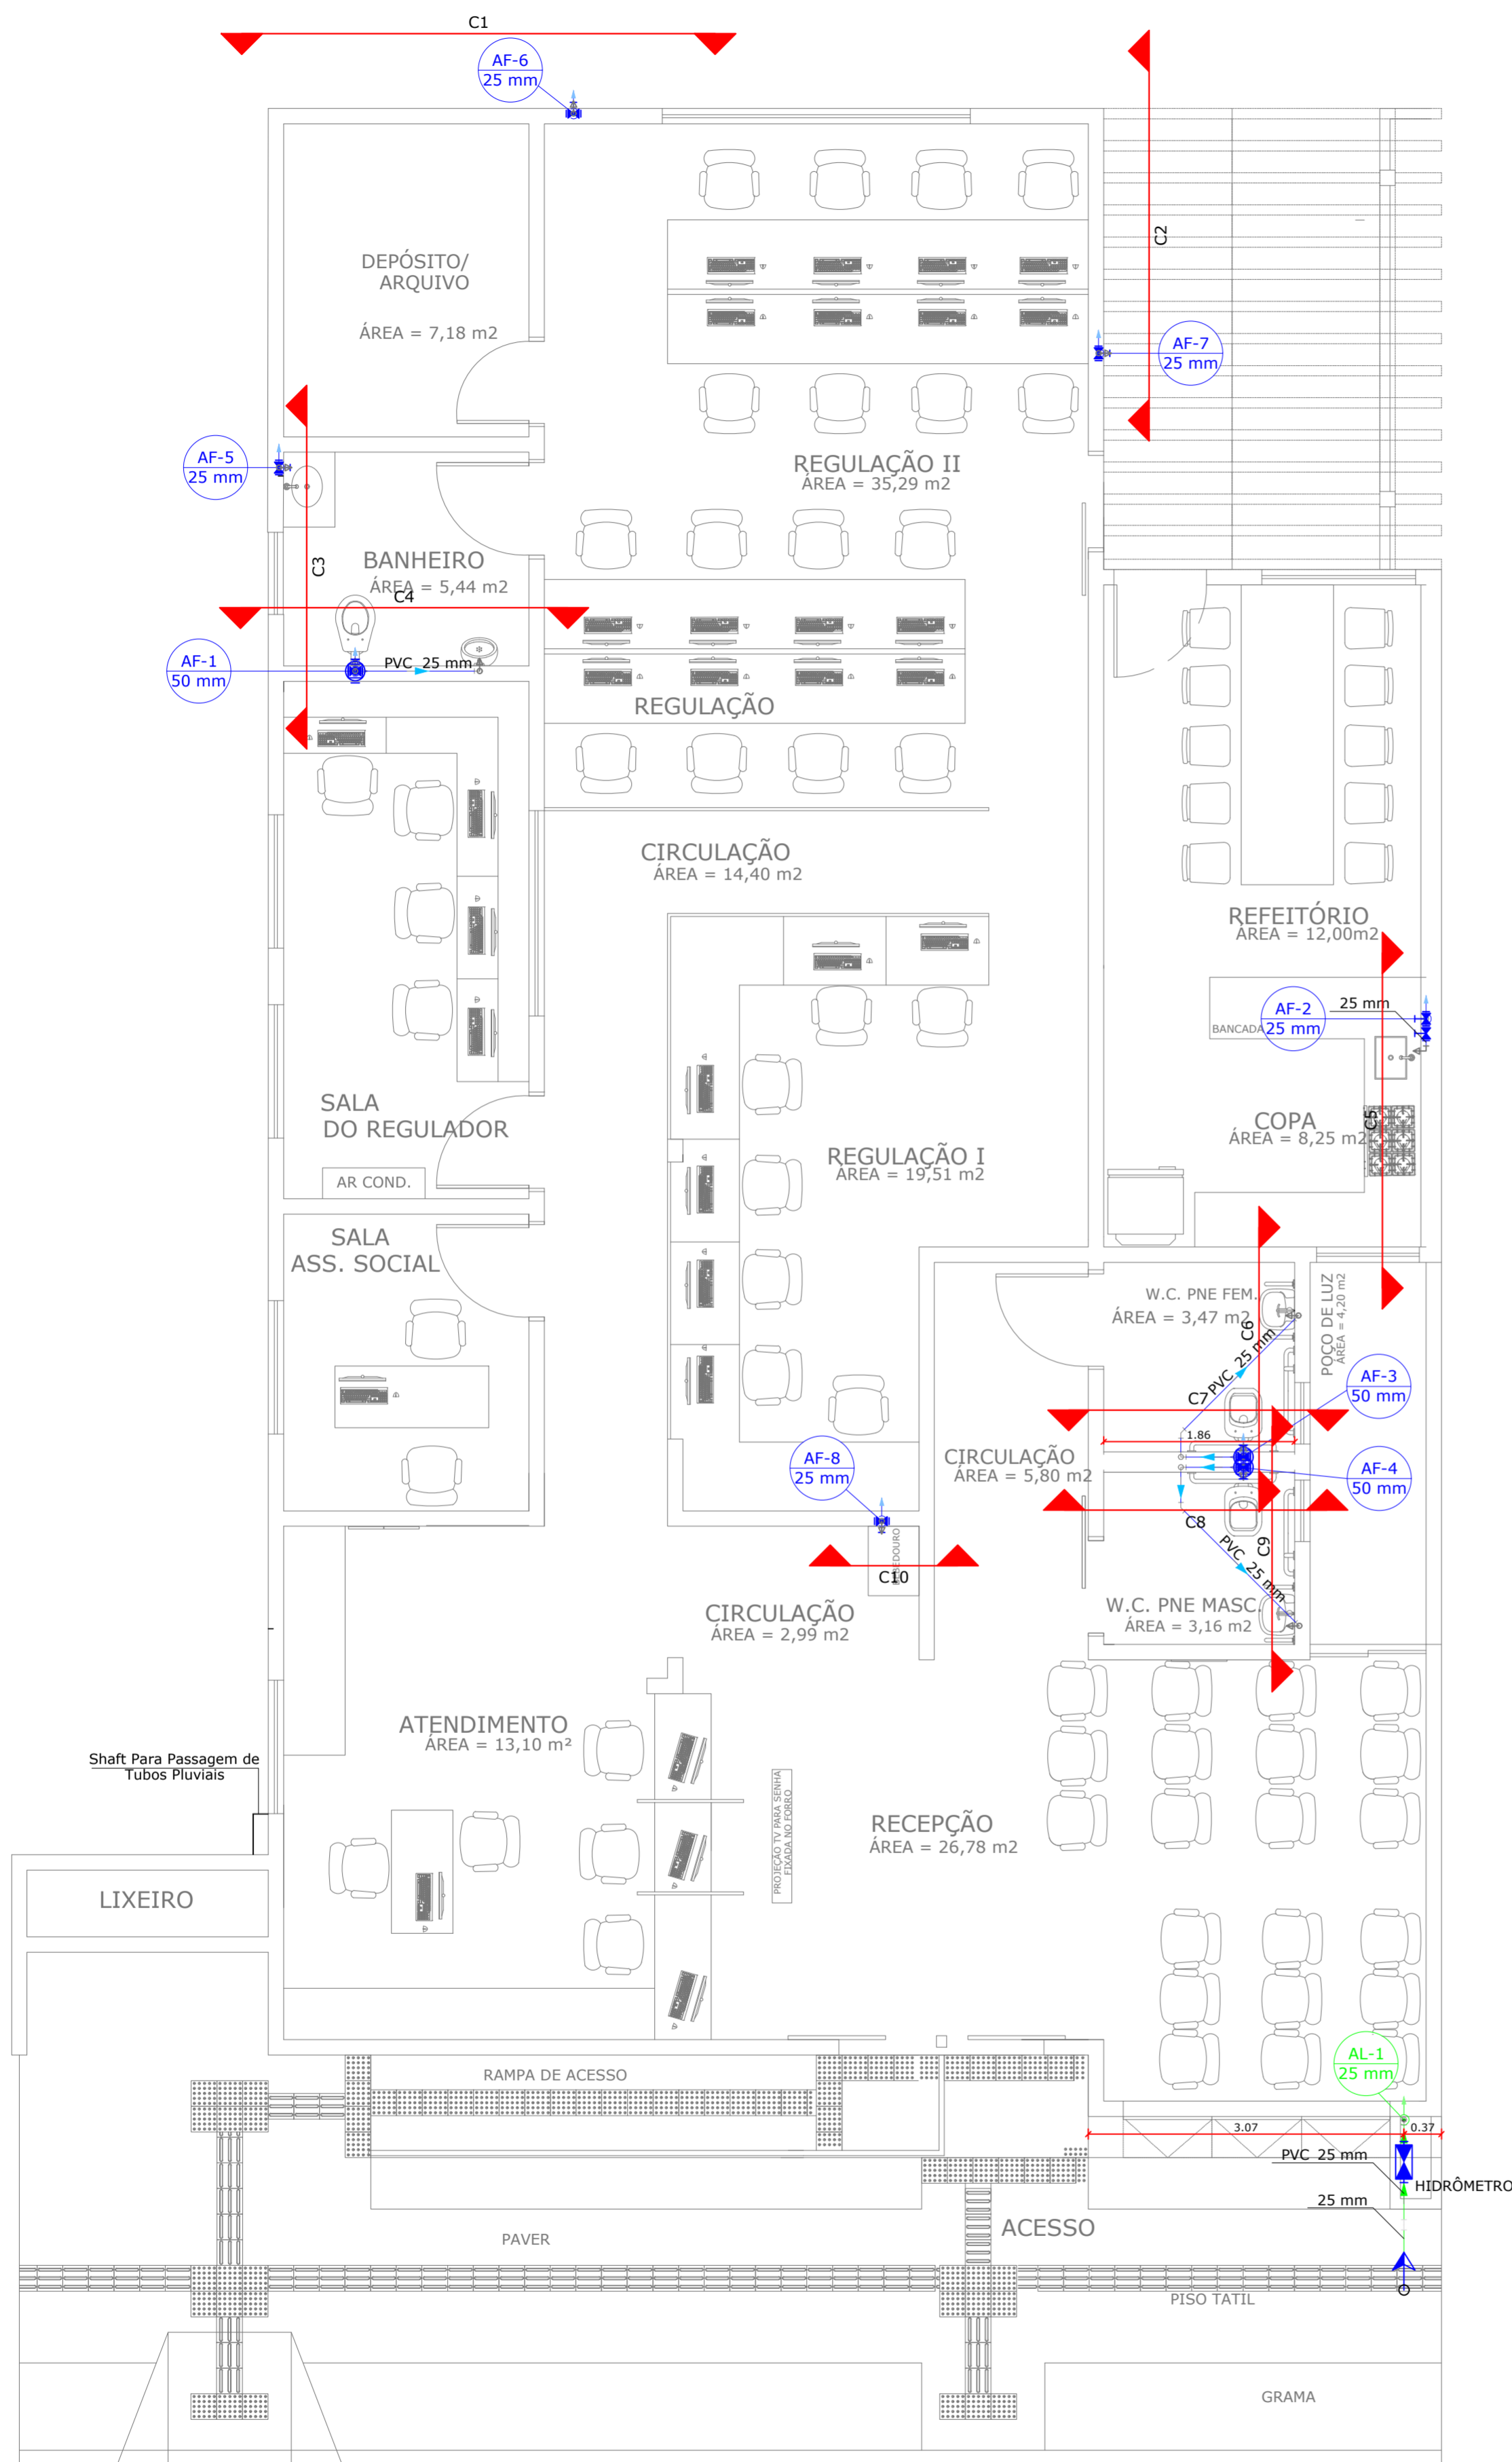 C1
AF-6
25 mm
C2
DEPÓSITO/
ARQUIVO
ÁREA = 7,18 m2
AF-7
25 mm
AF-5
25 mm
REGULAÇÃO II
ÁREA = 35,29 m2
C3
BANHEIRO
ÁREA = 5,44 m2
C4
AF-1
50 mm
PVC 25 mm
REGULAÇÃO
CIRCULAÇÃO
ÁREA = 14,40 m2
REFEITÓRIO
ÁREA = 12,00m2
AF-2
25 mm
25 mm
BANCADA
SALA
DO REGULADOR
COPA
ÁREA = 8,25 m2
C5
REGULAÇÃO I
ÁREA = 19,51 m2
AR COND.
SALA
ASS. SOCIAL
W.C. PNE FEM.
ÁREA = 3,47 m2
C6
POÇO DE LUZ
ÁREA = 4,20 m2
PVC 25 mm
C7
AF-3
50 mm
1.86
AF-8
25 mm
CIRCULAÇÃO
ÁREA = 5,80 m2
AF-4
50 mm
C8
C9
PVC 25 mm
BEBEDOURO
C10
CIRCULAÇÃO
ÁREA = 2,99 m2
W.C. PNE MASC.
ÁREA = 3,16 m2
ATENDIMENTO
ÁREA = 13,10 m²
Shaft Para Passagem de
Tubos Pluviais
PROJEÇÃO TV PARA SENHA
FIXADA NO FORRO
RECEPÇÃO
ÁREA = 26,78 m2
LIXEIRO
AL-1
25 mm
RAMPA DE ACESSO
3.07
0.37
PVC 25 mm
HIDRÔMETRO
25 mm
ACESSO
PAVER
PISO TATIL
GRAMA